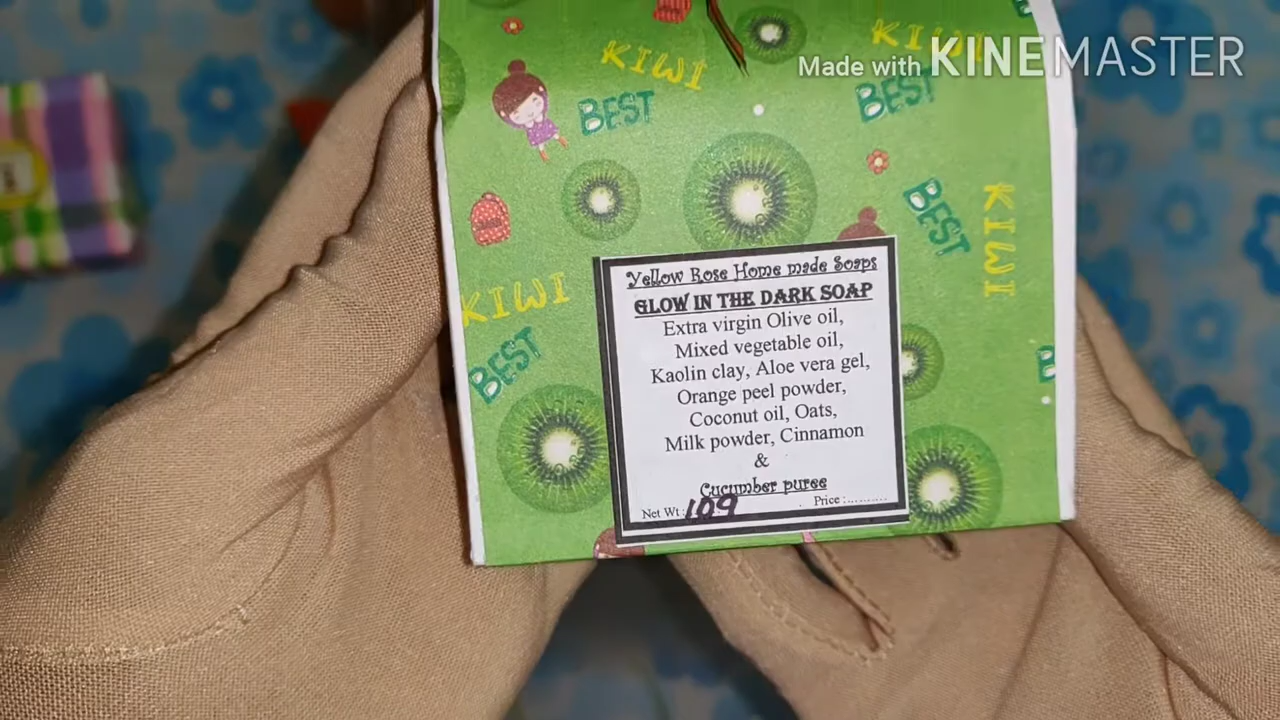 KIWI
KIWI
Made with KINEMASTER
BEST
BEST
BEST
KIWI
KIWI
BEST
Yellow Rose Home made Soaps
GLOW IN THE DARK SOAP
Extra virgin Olive oil,
Mixed vegetable oil,
Kaolin clay, Aloe vera gel,
Orange peel powder,
Coconut oil, Oats,
Milk powder, Cinnamon
&
Cucumber puree
Net Wt : 109 Price :..........